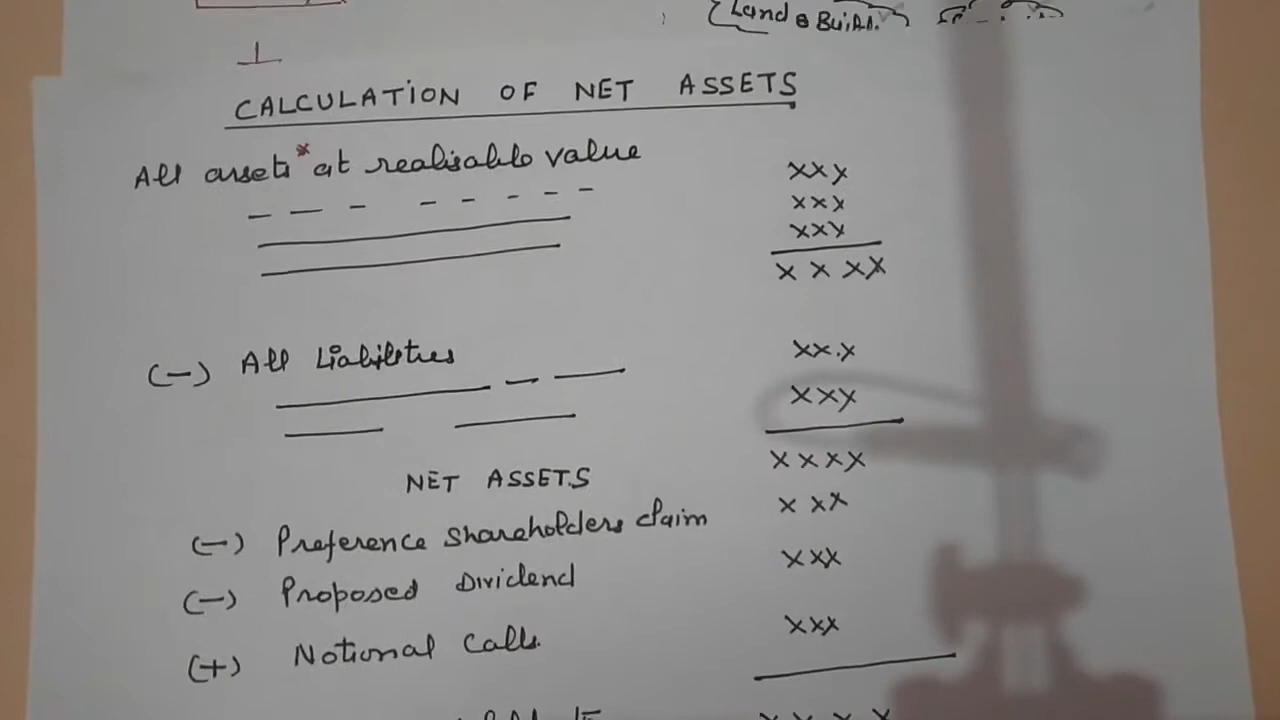 Land & Build.
CALCULATION OF NET ASSETS
All assets* at realisable value xxx
xxx
xxx
xxxx
(-) All Liabilities xx.x
xxx
NET ASSETS xxxx
(-) Preference shareholders claim xxx
(-) Proposed Dividend xxx
(+) Notional Calls. xxx
xxxx